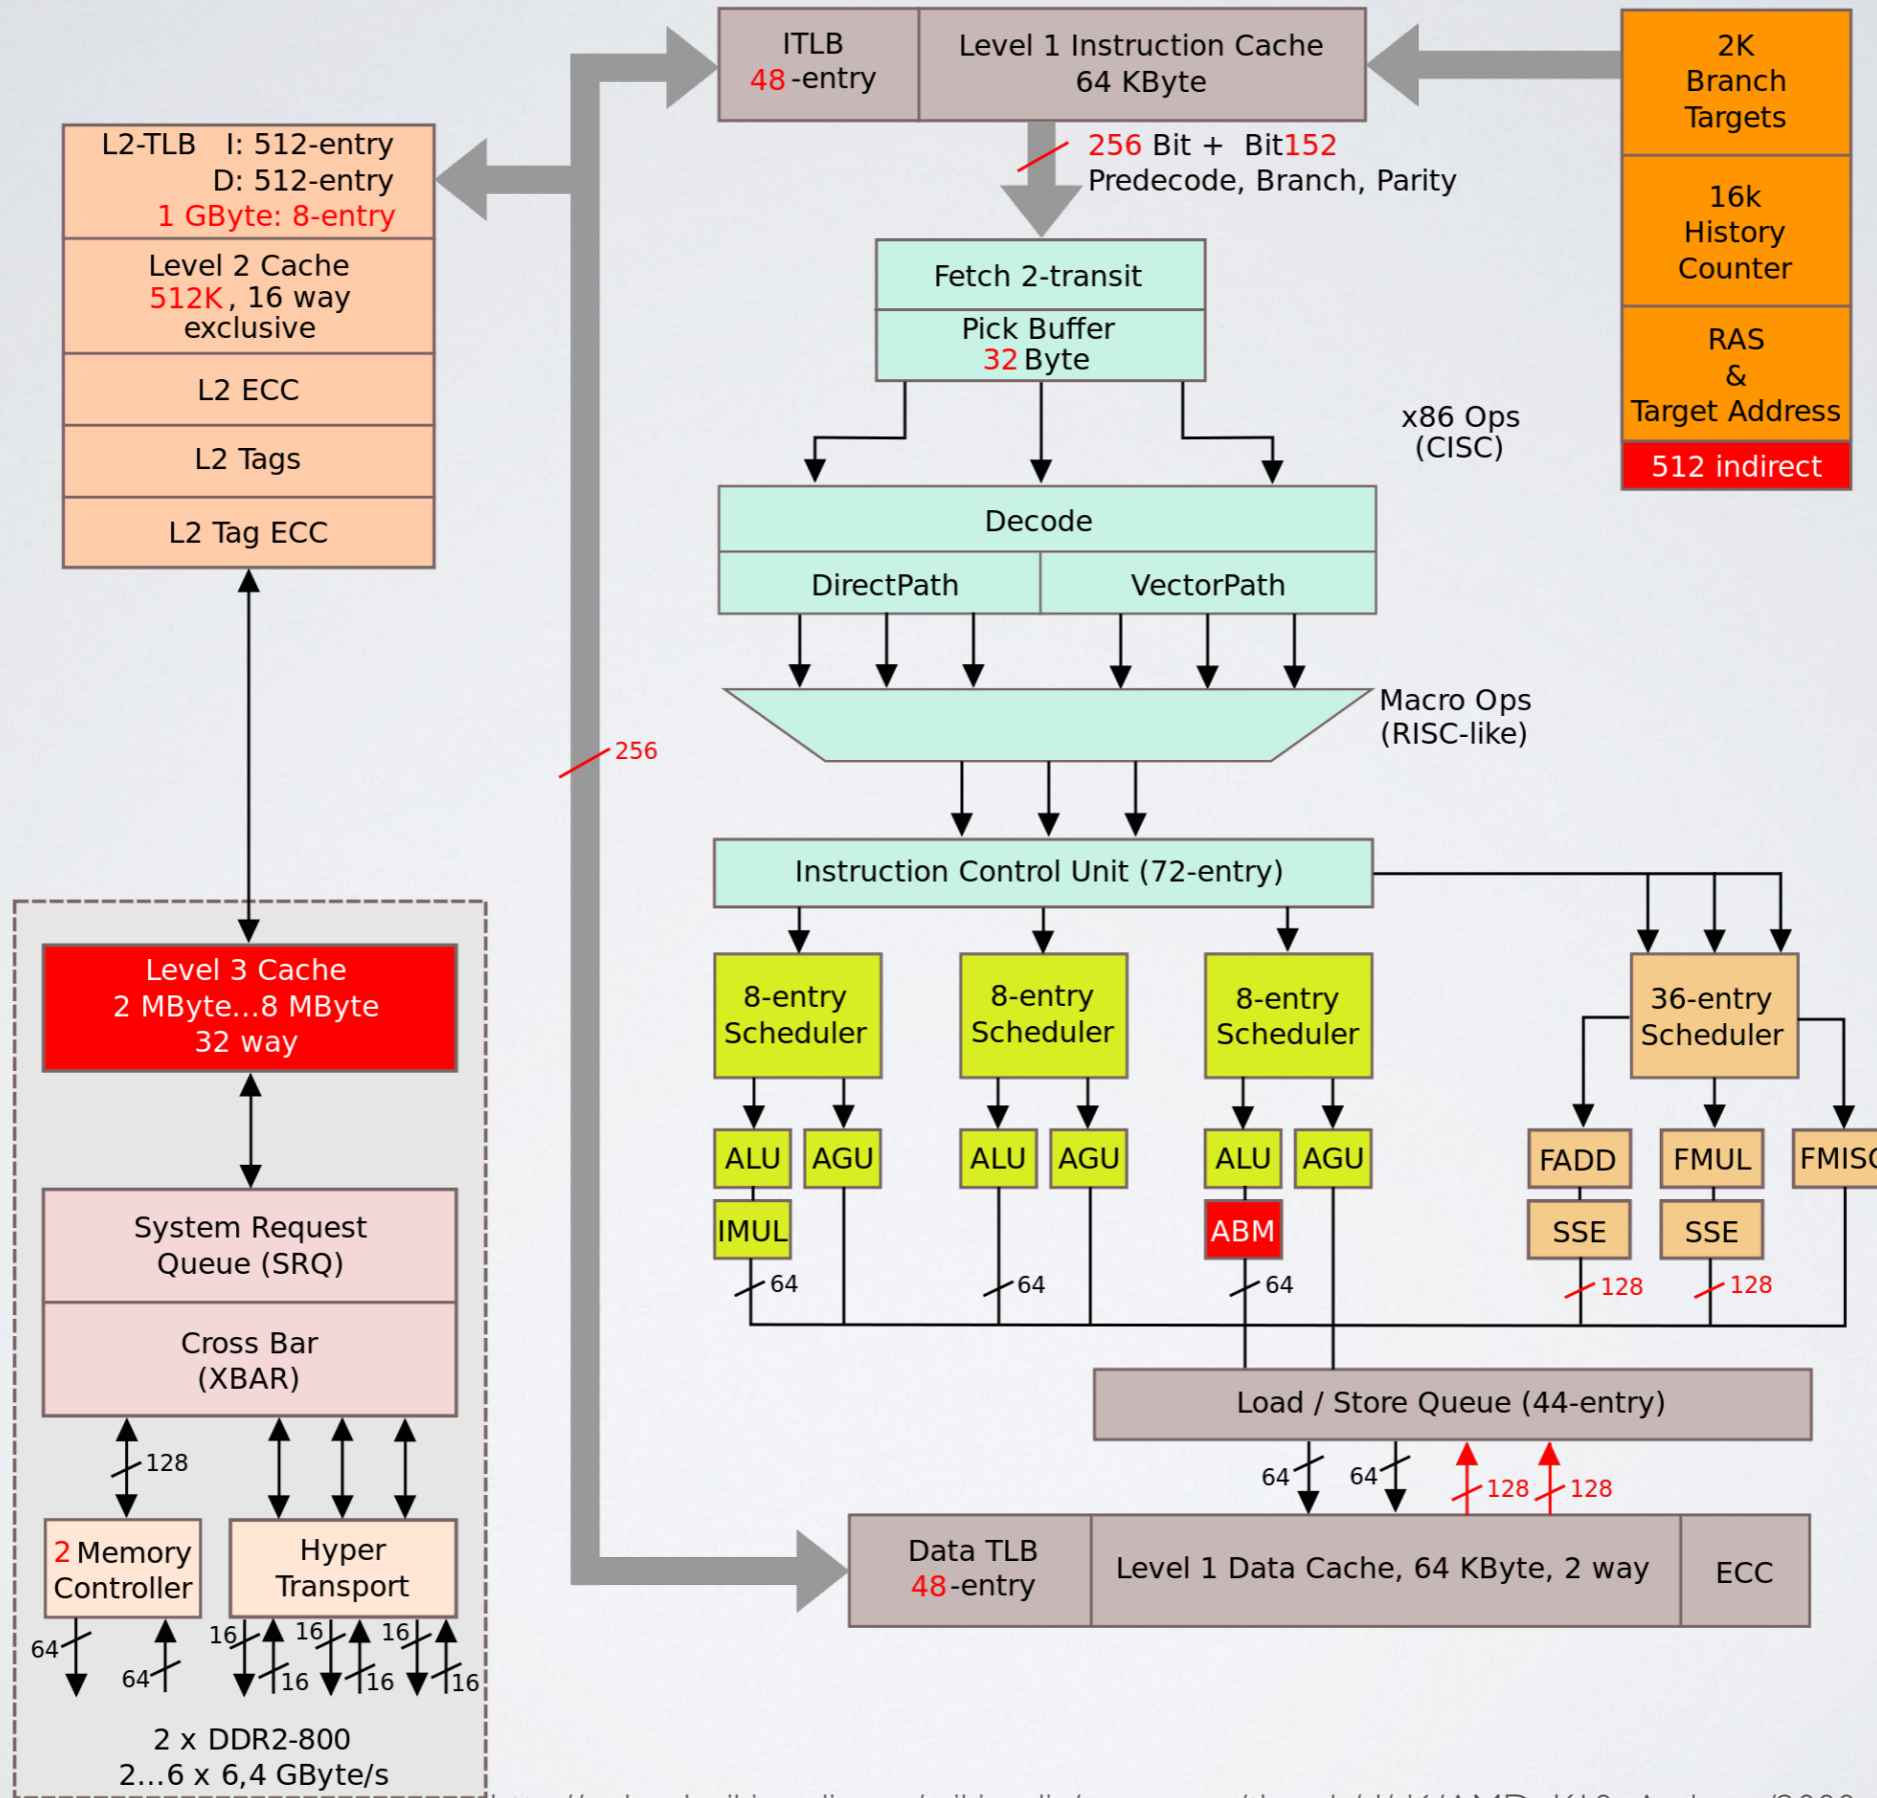 ITLB
48-entry
Level 1 Instruction Cache
64 KByte
2K
Branch
Targets
16k
History
Counter
RAS
&
Target Address
512 indirect
L2-TLB I: 512-entry
D: 512-entry
1 GByte: 8-entry
Level 2 Cache
512K, 16 way
exclusive
L2 ECC
L2 Tags
L2 Tag ECC
256 Bit + Bit152
Predecode, Branch, Parity
Fetch 2-transit
Pick Buffer
32 Byte
x86 Ops
(CISC)
Decode
DirectPath
VectorPath
Macro Ops
(RISC-like)
256
Instruction Control Unit (72-entry)
8-entry
Scheduler
8-entry
Scheduler
8-entry
Scheduler
36-entry
Scheduler
ALU
AGU
ALU
AGU
ALU
AGU
FADD
FMUL
FMISC
IMUL
ABM
SSE
SSE
64
64
64
128
128
Load / Store Queue (44-entry)
64
64
128
128
Data TLB
48-entry
Level 1 Data Cache, 64 KByte, 2 way
ECC
Level 3 Cache
2 MByte...8 MByte
32 way
System Request
Queue (SRQ)
Cross Bar
(XBAR)
128
2 Memory
Controller
Hyper
Transport
64
64
16
16
16
16
16
16
2 x DDR2-800
2...6 x 6,4 GByte/s